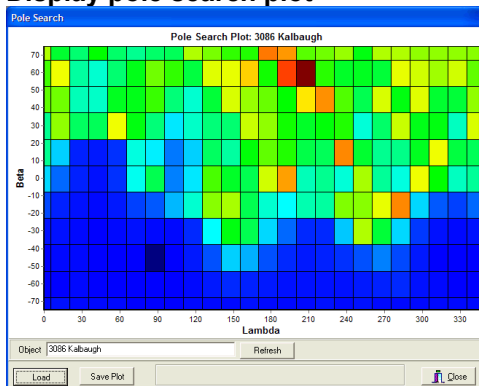 Display pole search plot
Pole Search
Pole Search Plot: 3086 Kalbaugh
70
60
50
40
30
20
10
0
-10
-20
-30
-40
-50
-60
-70
Beta
0 30 60 90 120 150 180 210 240 270 300 330
Lambda
Object 3086 Kalbaugh Refresh
Load Save Plot Close